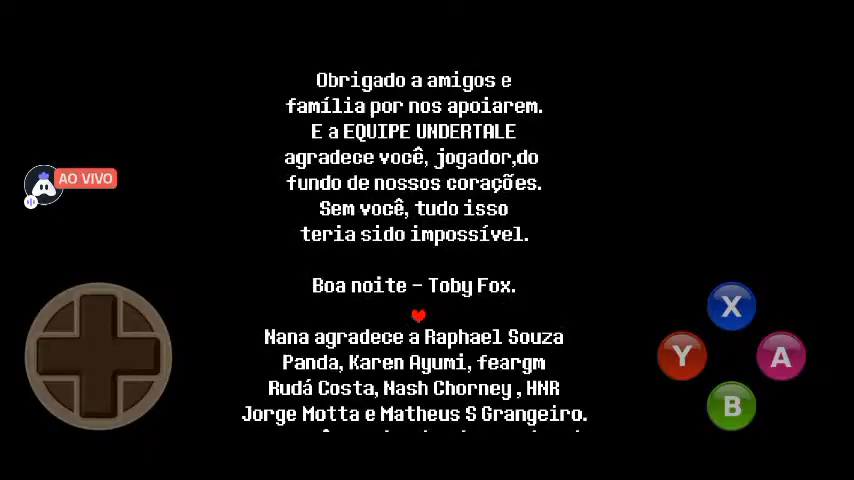 Obrigado a amigos e
família por nos apoiarem.
E a EQUIPE UNDERTALE
agradece você, jogador,do
fundo de nossos corações.
Sem você, tudo isso
teria sido impossível.
Boa noite - Toby Fox.
Nana agradece a Raphael Souza
Panda, Karen Ayumi, feargm
Rudá Costa, Nash Chorney , HNR
Jorge Motta e Matheus S Grangeiro.
AO VIVO
X
Y
A
B